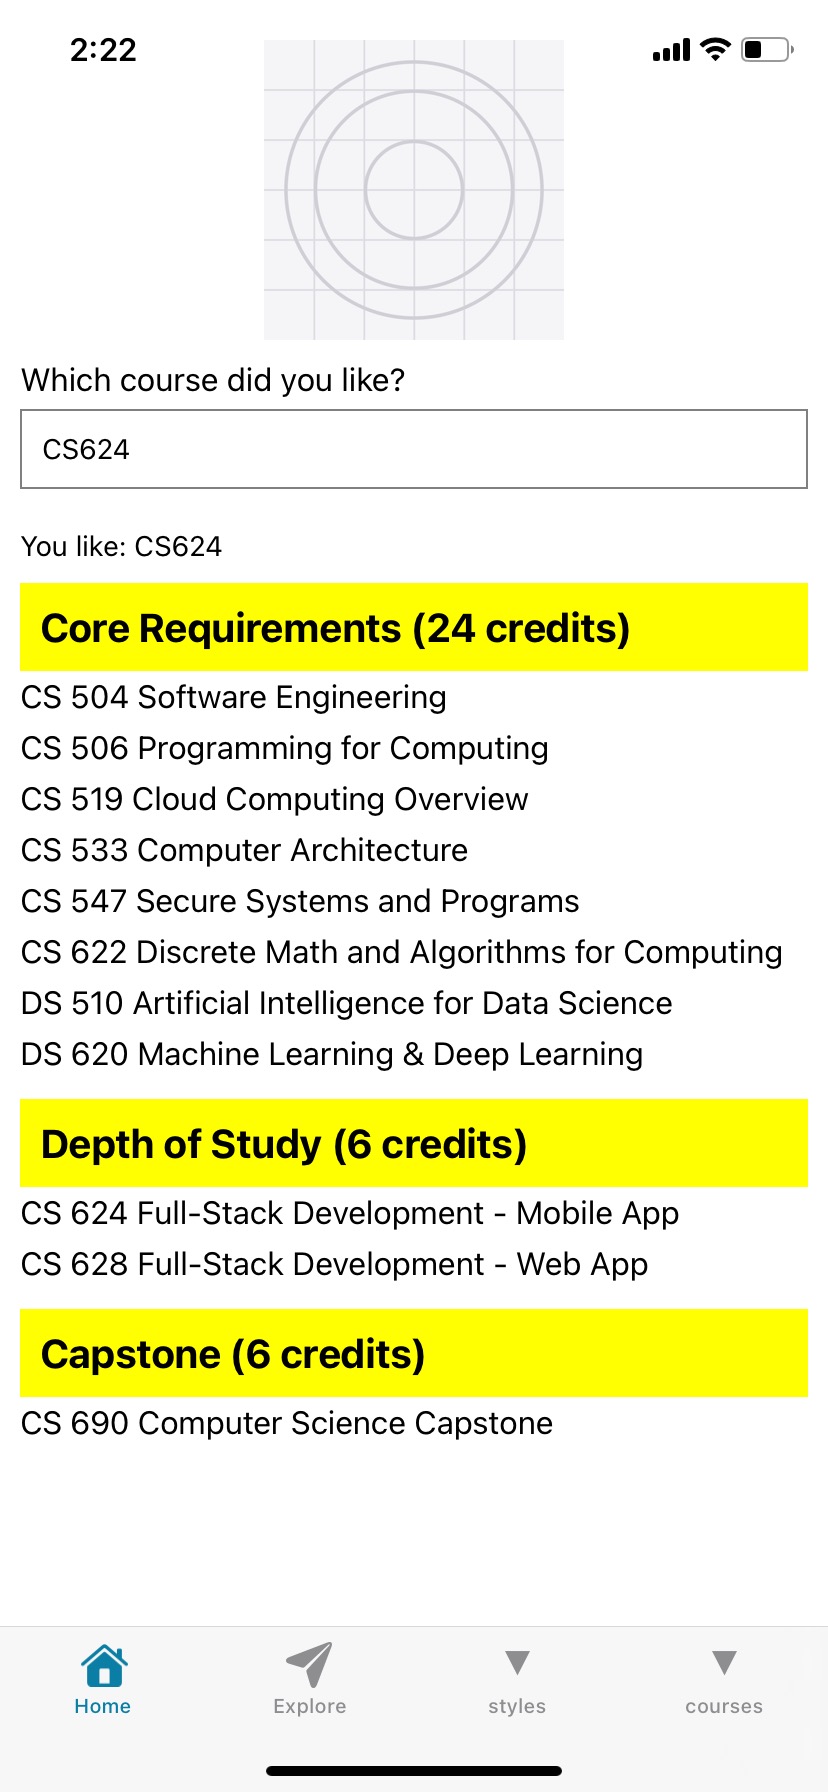 2:22
Which course did you like?
CS624
You like: CS624
Core Requirements (24 credits)
CS 504 Software Engineering
CS 506 Programming for Computing
CS 519 Cloud Computing Overview
CS 533 Computer Architecture
CS 547 Secure Systems and Programs
CS 622 Discrete Math and Algorithms for Computing
DS 510 Artificial Intelligence for Data Science
DS 620 Machine Learning & Deep Learning
Depth of Study (6 credits)
CS 624 Full-Stack Development - Mobile App
CS 628 Full-Stack Development - Web App
Capstone (6 credits)
CS 690 Computer Science Capstone
Home Explore styles courses